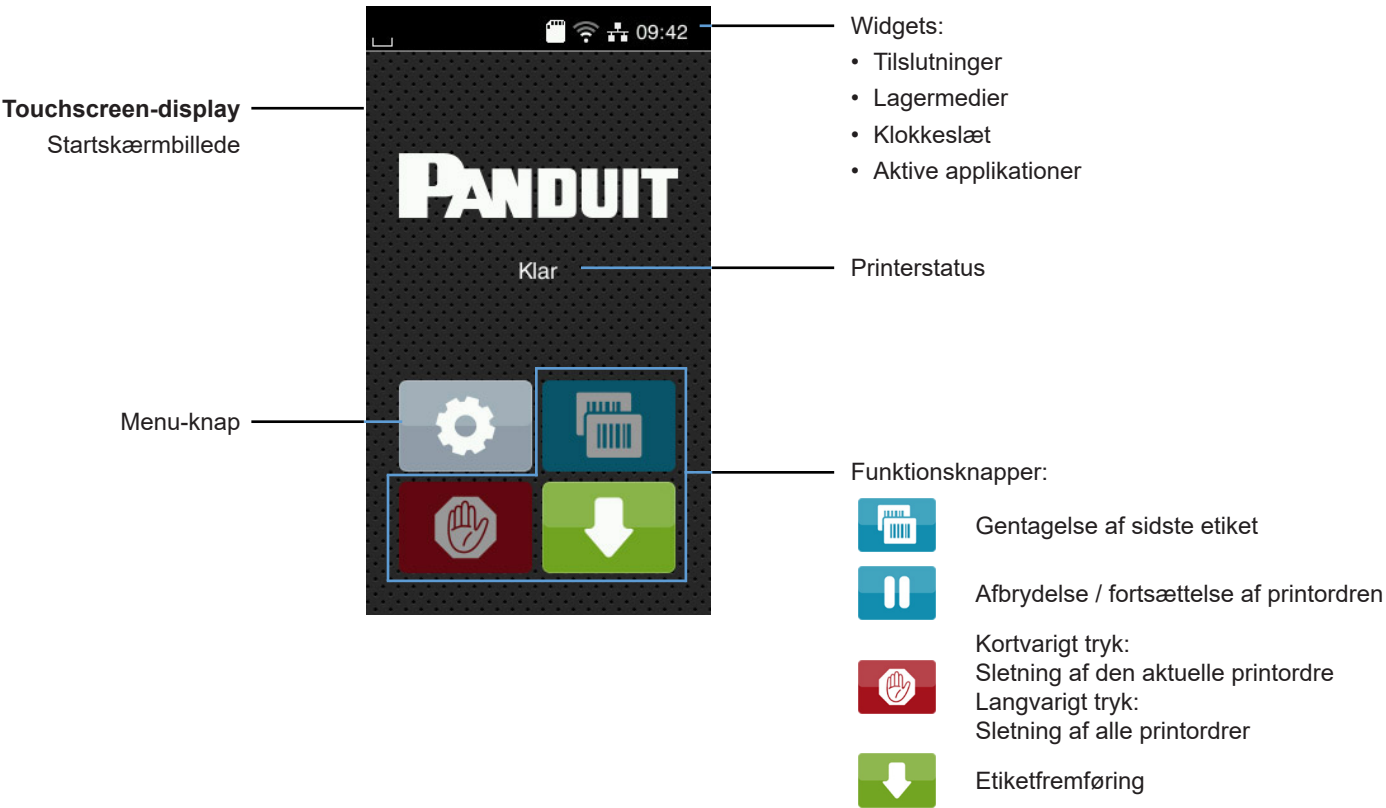 09:42
Widgets:
• Tilslutninger
• Lagermedier
• Klokkeslæt
• Aktive applikationer
Touchscreen-display
Startskærmbillede
PANDUIT
Klar
Printerstatus
Menu-knap
Funktionsknapper:
Gentagelse af sidste etiket
Afbrydelse / fortsættelse af printordren
Kortvarigt tryk:
Sletning af den aktuelle printordre
Langvarigt tryk:
Sletning af alle printordrer
Etiketfremføring